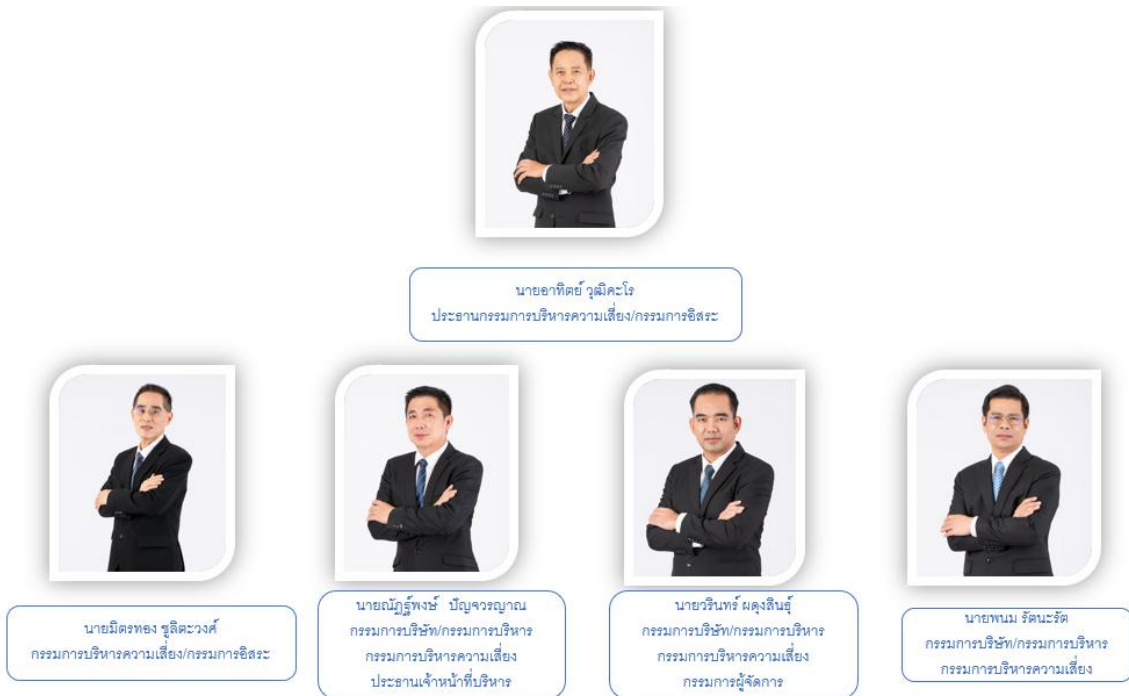 นายอาทิตย์ วุฒิคะโร
ประธานกรรมการบริหารความเสี่ยง/กรรมการอิสระ
นายมิตรทอง ชูลิตะวงศ์
กรรมการบริหารความเสี่ยง/กรรมการอิสระ
นายณัฏฐ์พงษ์ ปัญจวรญาณ
กรรมการบริษัท/กรรมการบริหาร
กรรมการบริหารความเสี่ยง
ประธานเจ้าหน้าที่บริหาร
นายวรินทร์ ผดุงสินธุ์
กรรมการบริษัท/กรรมการบริหาร
กรรมการบริหารความเสี่ยง
กรรมการผู้จัดการ
นายพนม รัตนะรัต
กรรมการบริษัท/กรรมการบริหาร
กรรมการบริหารความเสี่ยง